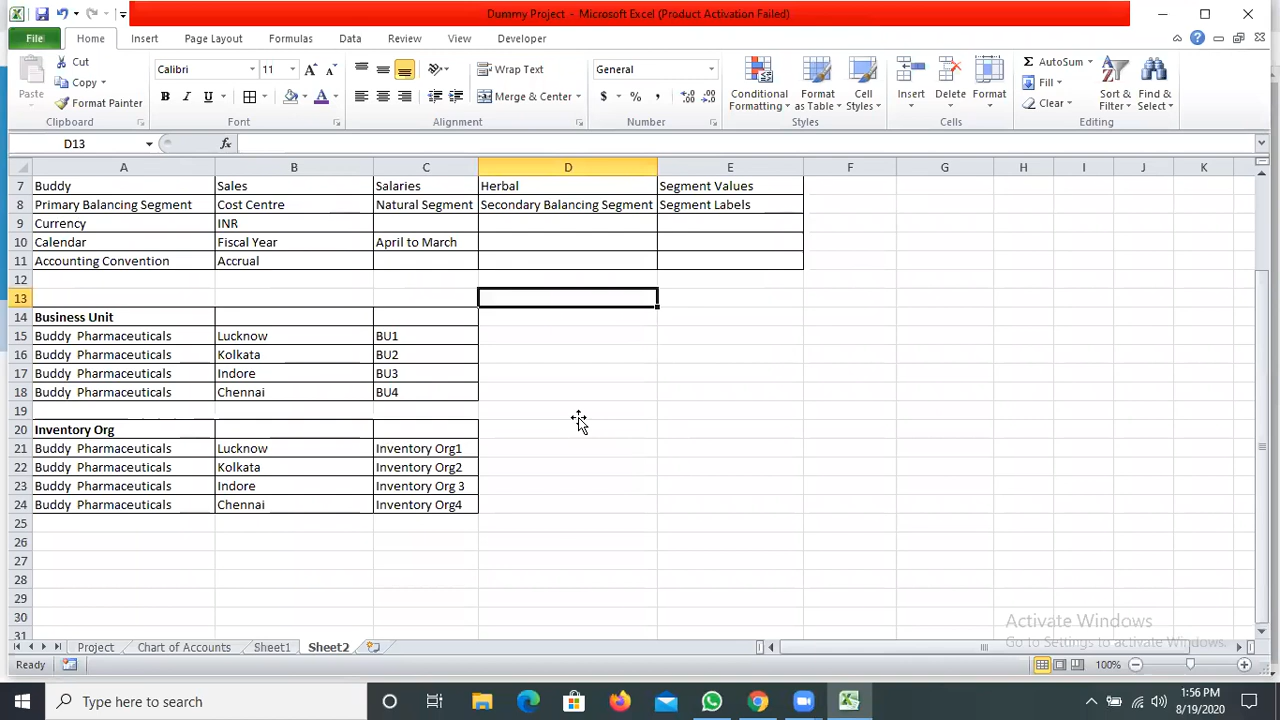 Dummy Project - Microsoft Excel (Product Activation Failed)
File Home Insert Page Layout Formulas Data Review View Developer
Paste Cut Copy Format Painter Clipboard
Calibri 11 A A B I U A Font
Wrap Text Merge & Center Alignment
General $ % , Number
Conditional Formatting Format as Table Cell Styles Styles
Insert Delete Format Cells
AutoSum Fill Clear Sort & Filter Find & Select Editing
D13 fx
A B C D E F G H I J K
7 Buddy Sales Salaries Herbal Segment Values
8 Primary Balancing Segment Cost Centre Natural Segment Secondary Balancing Segment Segment Labels
9 Currency INR
10 Calendar Fiscal Year April to March
11 Accounting Convention Accrual
12
13
14 Business Unit
15 Buddy Pharmaceuticals Lucknow BU1
16 Buddy Pharmaceuticals Kolkata BU2
17 Buddy Pharmaceuticals Indore BU3
18 Buddy Pharmaceuticals Chennai BU4
19
20 Inventory Org
21 Buddy Pharmaceuticals Lucknow Inventory Org1
22 Buddy Pharmaceuticals Kolkata Inventory Org2
23 Buddy Pharmaceuticals Indore Inventory Org 3
24 Buddy Pharmaceuticals Chennai Inventory Org4
25
26
27
28
29
30
31
Activate Windows
Go to Settings to activate Windows.
Project Chart of Accounts Sheet1 Sheet2
Ready 100%
Type here to search
1:56 PM
8/19/2020